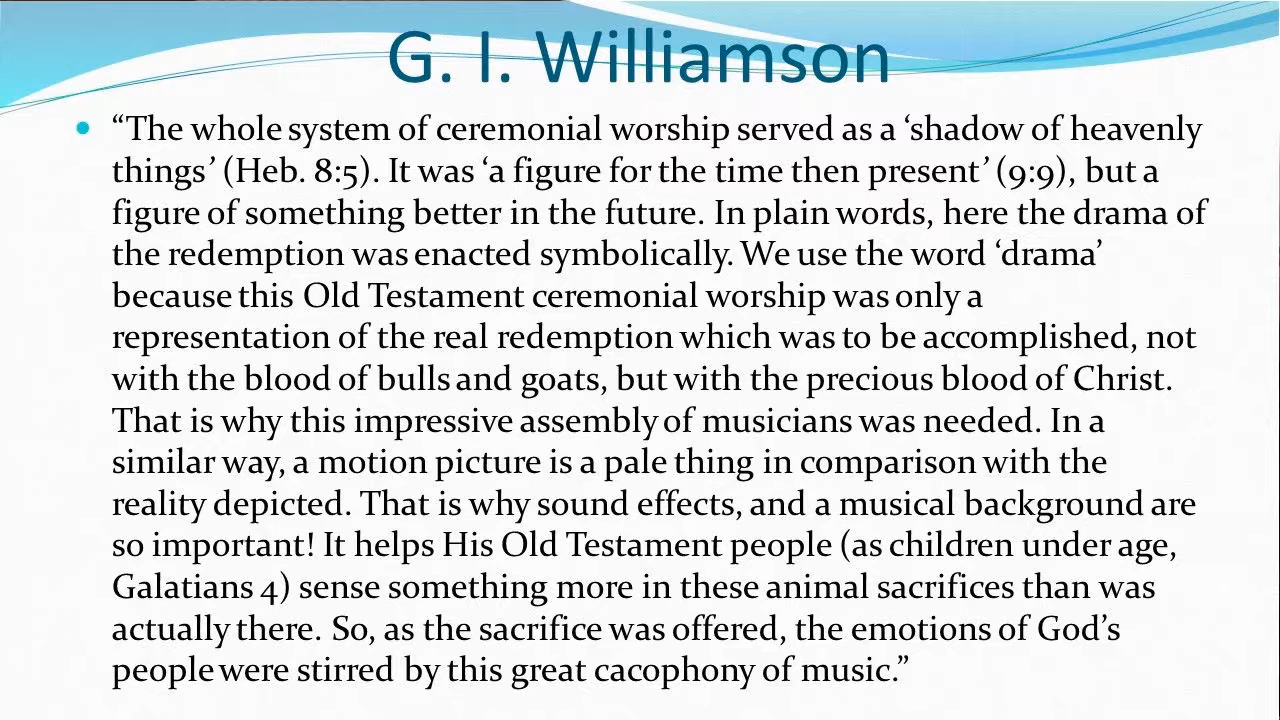 G. I. Williamson
• “The whole system of ceremonial worship served as a ‘shadow of heavenly
things’ (Heb. 8:5). It was ‘a figure for the time then present’ (9:9), but a
figure of something better in the future. In plain words, here the drama of
the redemption was enacted symbolically. We use the word ‘drama’
because this Old Testament ceremonial worship was only a
representation of the real redemption which was to be accomplished, not
with the blood of bulls and goats, but with the precious blood of Christ.
That is why this impressive assembly of musicians was needed. In a
similar way, a motion picture is a pale thing in comparison with the
reality depicted. That is why sound effects, and a musical background are
so important! It helps His Old Testament people (as children under age,
Galatians 4) sense something more in these animal sacrifices than was
actually there. So, as the sacrifice was offered, the emotions of God’s
people were stirred by this great cacophony of music.”